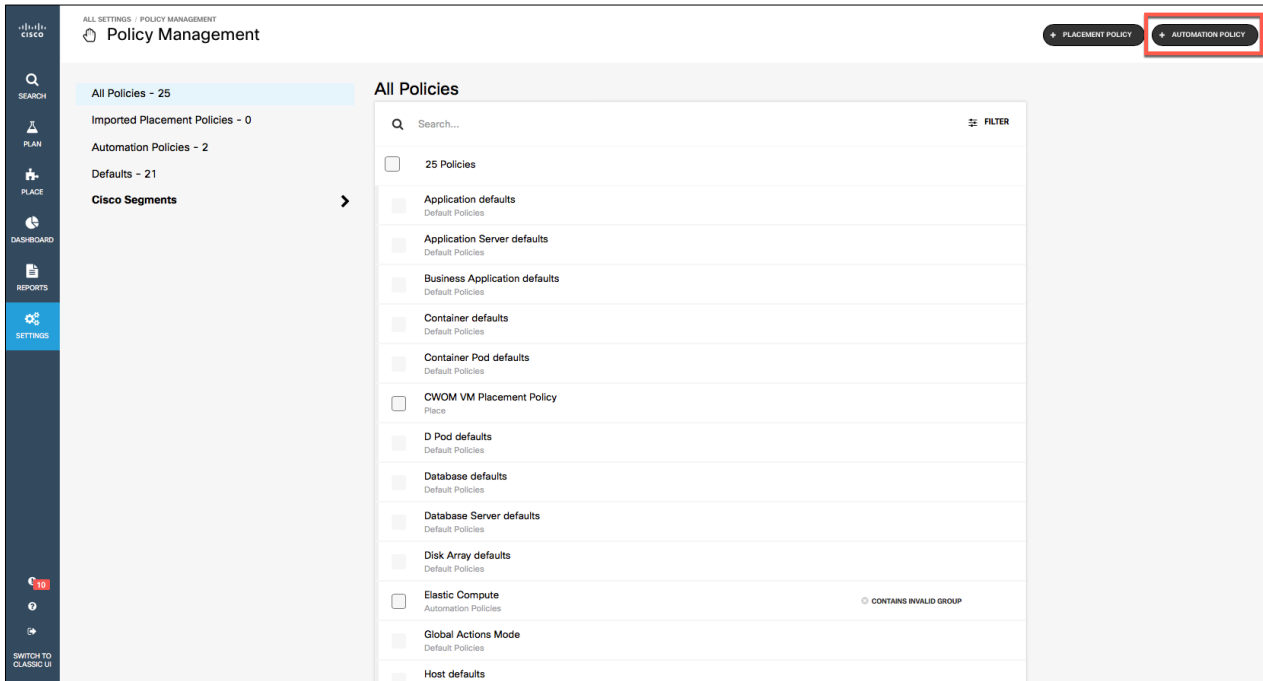 CISCO
ALL SETTINGS / POLICY MANAGEMENT
Policy Management
+ PLACEMENT POLICY
+ AUTOMATION POLICY
SEARCH
PLAN
PLACE
DASHBOARD
REPORTS
SETTINGS
10
SWITCH TO
CLASSIC UI
All Policies - 25
Imported Placement Policies - 0
Automation Policies - 2
Defaults - 21
Cisco Segments
All Policies
Search...
FILTER
25 Policies
Application defaults
Default Policies
Application Server defaults
Default Policies
Business Application defaults
Default Policies
Container defaults
Default Policies
Container Pod defaults
Default Policies
CWOM VM Placement Policy
Place
D Pod defaults
Default Policies
Database defaults
Default Policies
Database Server defaults
Default Policies
Disk Array defaults
Default Policies
Elastic Compute
Automation Policies
CONTAINS INVALID GROUP
Global Actions Mode
Default Policies
Host defaults